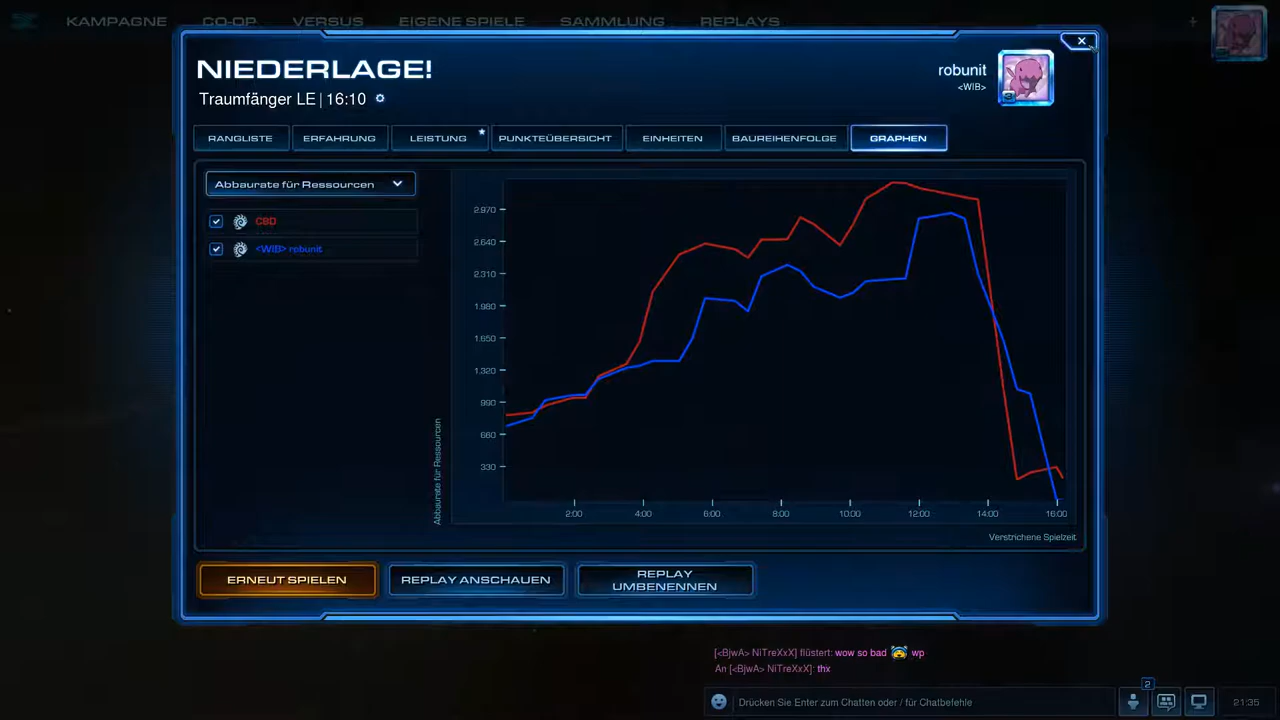 KAMPAGNE CO-OP VERSUS EIGENE SPIELE SAMMLUNG REPLAYS
NIEDERLAGE!
Traumfänger LE | 16:10
robunit
<WIB>
RANGLISTE ERFAHRUNG LEISTUNG PUNKTEÜBERSICHT EINHEITEN BAUREIHENFOLGE GRAPHEN
Abbaurate für Ressourcen
CBD
<WIB> robunit
2.970
2.640
2.310
1.980
1.650
1.320
990
660
330
Abbaurate für Ressourcen
2:00 4:00 6:00 8:00 10:00 12:00 14:00 16:00
Verstrichene Spielzeit
ERNEUT SPIELEN
REPLAY ANSCHAUEN
REPLAY
UMBENENNEN
[<BjwA> NiTreXxX] flüstert: wow so bad wp
An [<BjwA> NiTreXxX]: thx
2
Drücken Sie Enter zum Chatten oder / für Chatbefehle
21:35